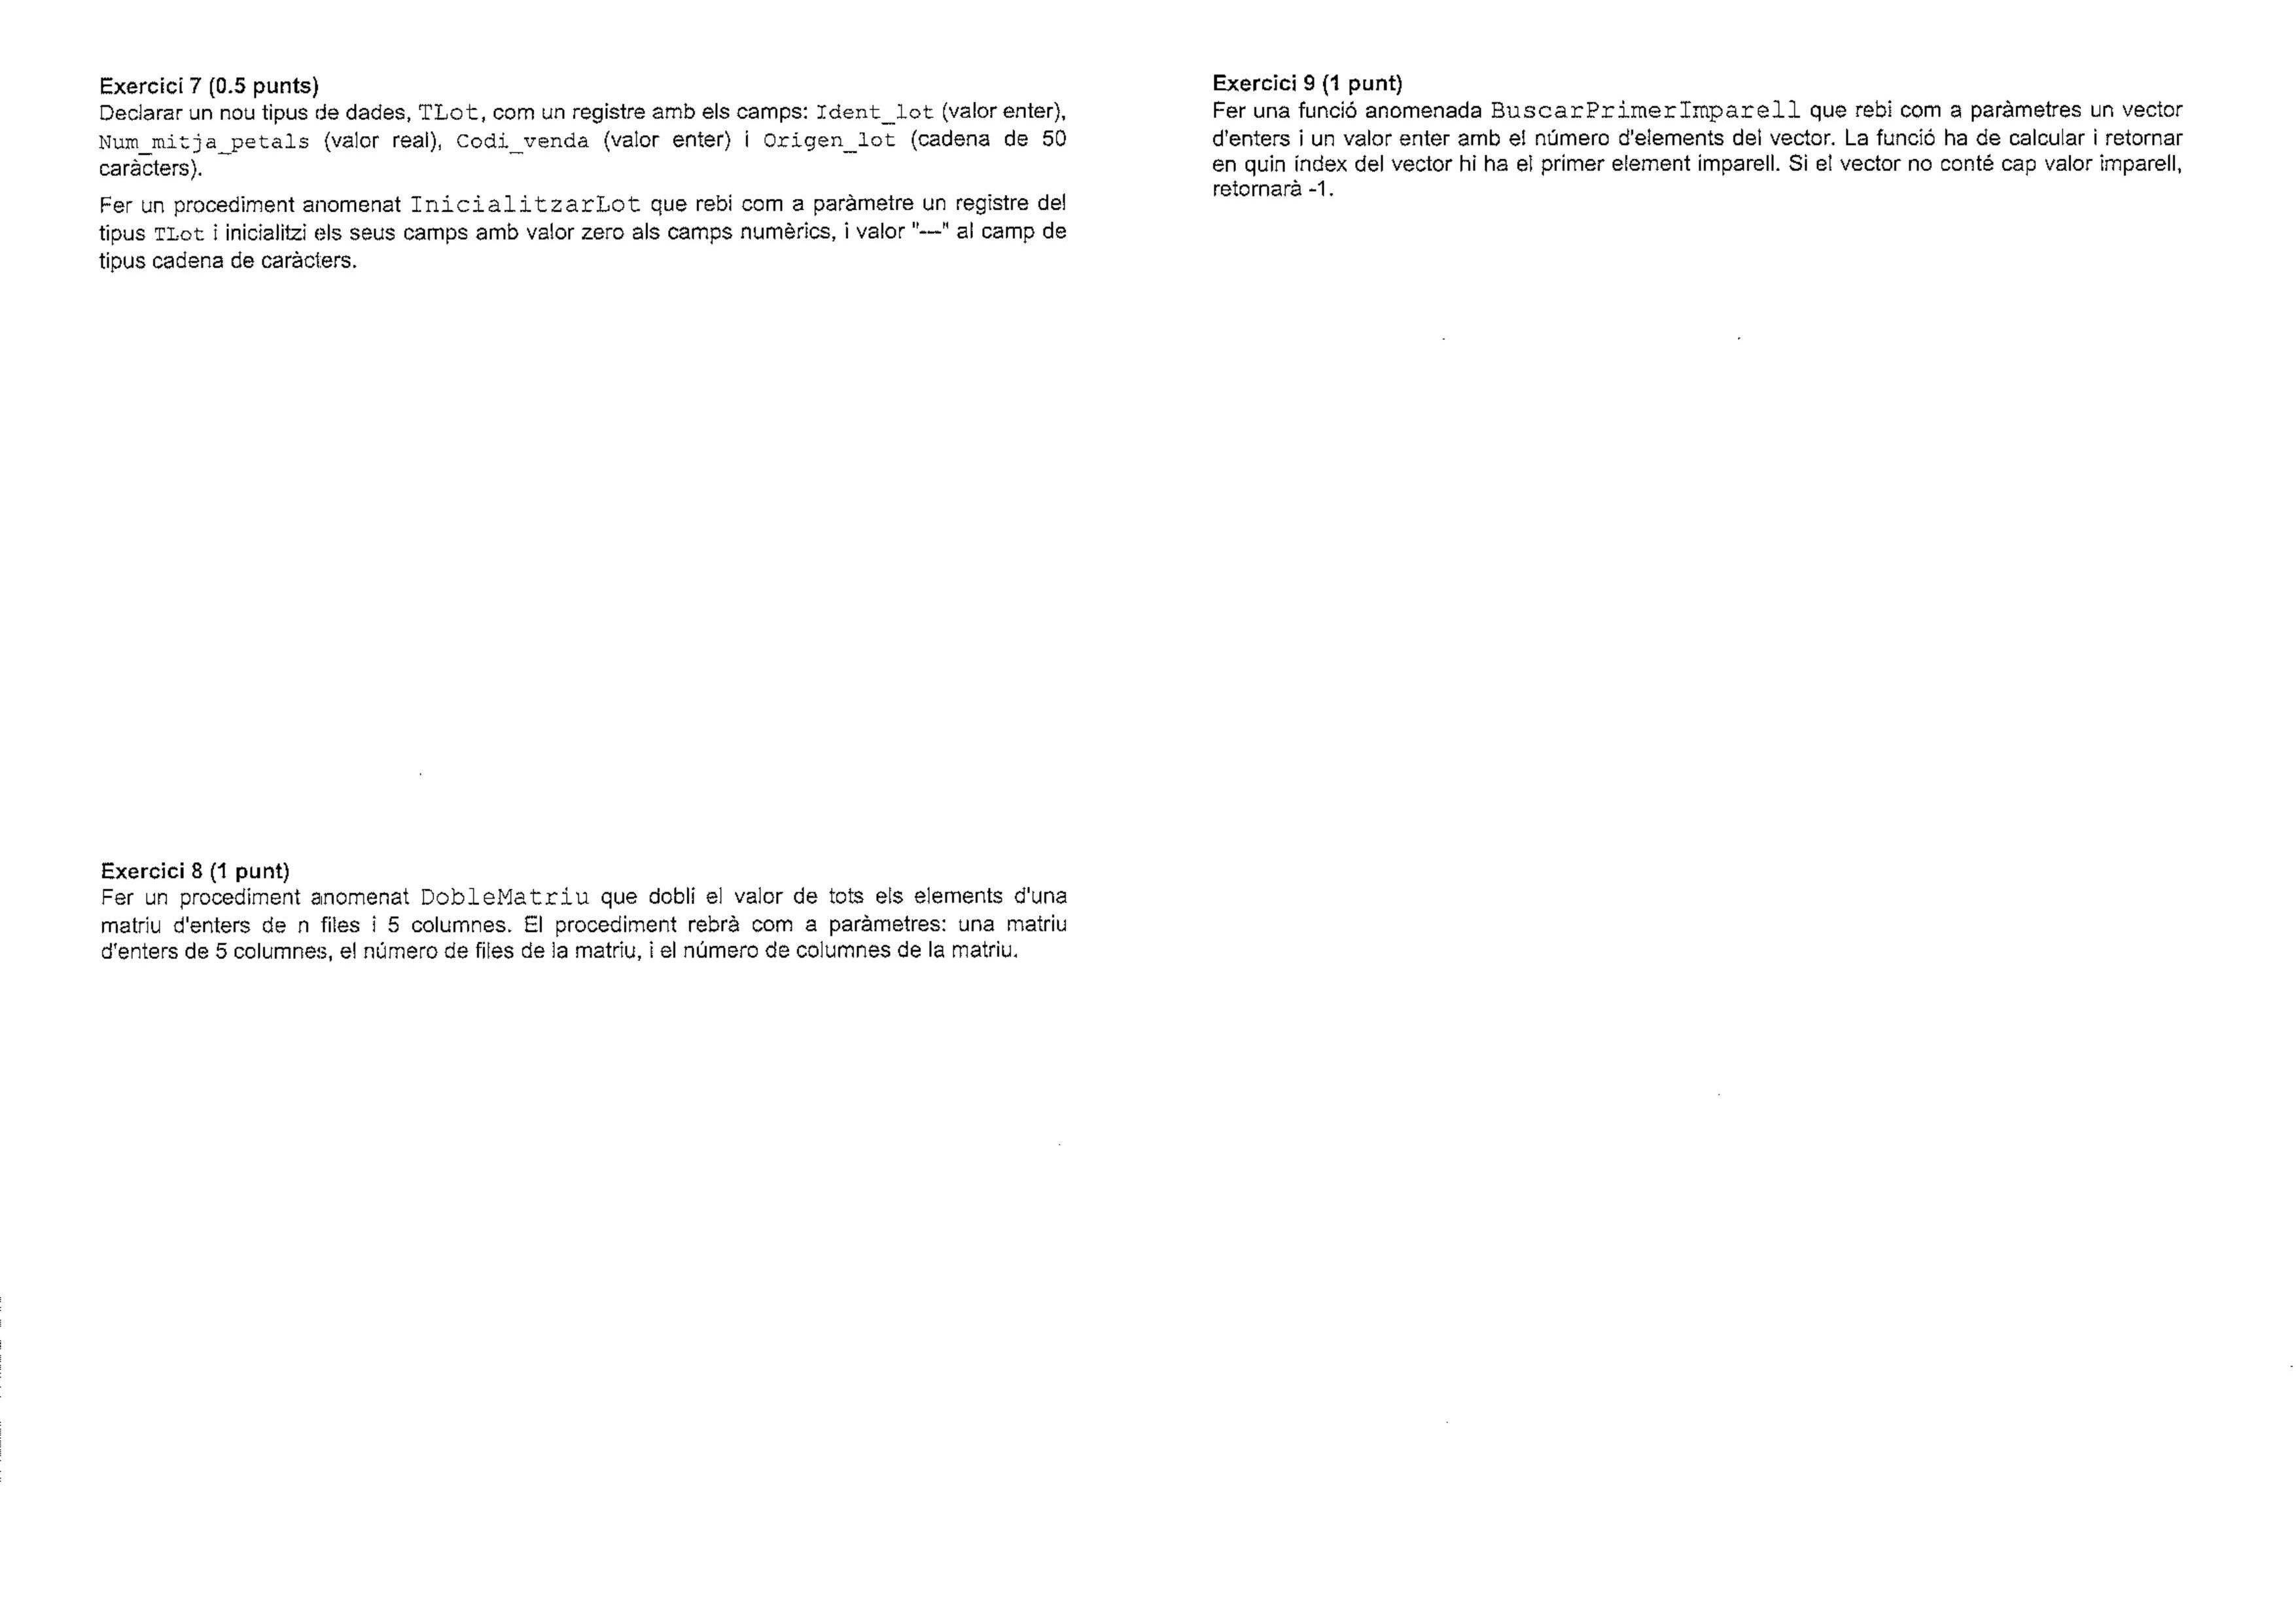 Exercici 7 (0.5 punts)
Declarar un nou tipus de dades, TLot, com un registre amb els camps: Ident_lot (valor enter),
Num_mitja_petals (valor real), Codi_venda (valor enter) i Origen_lot (cadena de 50
caràcters).
Fer un procediment anomenat InicialitzarLot que rebi com a paràmetre un registre del
tipus TLot i inicialitzi els seus camps amb valor zero als camps numèrics, i valor "---" al camp de
tipus cadena de caràcters.
Exercici 8 (1 punt)
Fer un procediment anomenat DobleMatriu que dobli el valor de tots els elements d'una
matriu d'enters de n files i 5 columnes. El procediment rebrà com a paràmetres: una matriu
d'enters de 5 columnes, el número de files de la matriu, i el número de columnes de la matriu.
Exercici 9 (1 punt)
Fer una funció anomenada BuscarPrimerImparell que rebi com a paràmetres un vector
d'enters i un valor enter amb el número d'elements del vector. La funció ha de calcular i retornar
en quin índex del vector hi ha el primer element imparell. Si el vector no conté cap valor imparell,
retornarà -1.